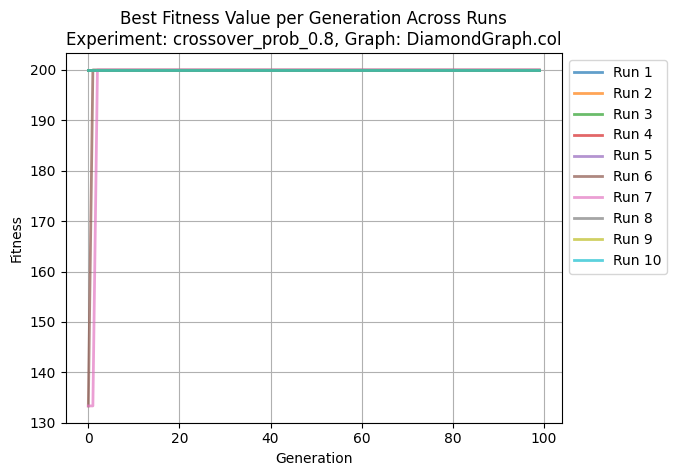 Best Fitness Value per Generation Across Runs
Experiment: crossover_prob_0.8, Graph: DiamondGraph.col
Fitness
200
190
180
170
160
150
140
130
0
20
40
60
80
100
Generation
Run 1
Run 2
Run 3
Run 4
Run 5
Run 6
Run 7
Run 8
Run 9
Run 10